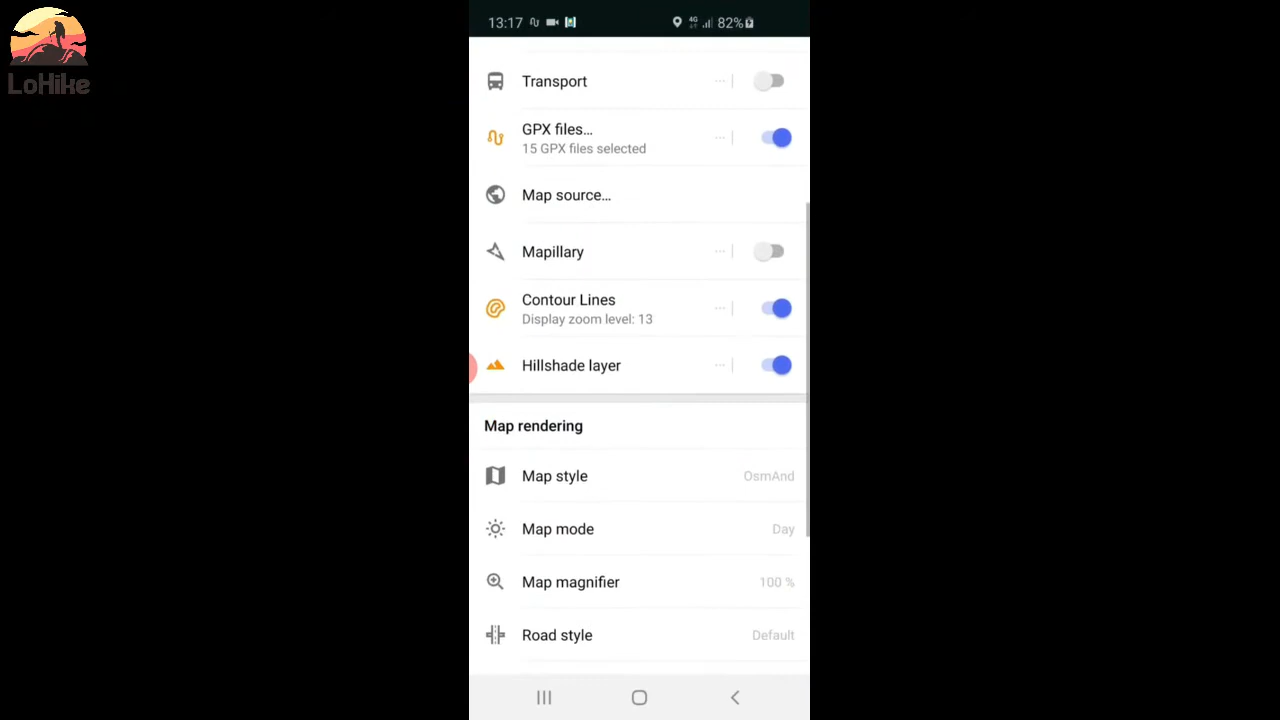 LoHike
13:17
4G
82%
Transport
GPX files...
15 GPX files selected
Map source...
Mapillary
Contour Lines
Display zoom level: 13
Hillshade layer
Map rendering
Map style
OsmAnd
Map mode
Day
Map magnifier
100 %
Road style
Default